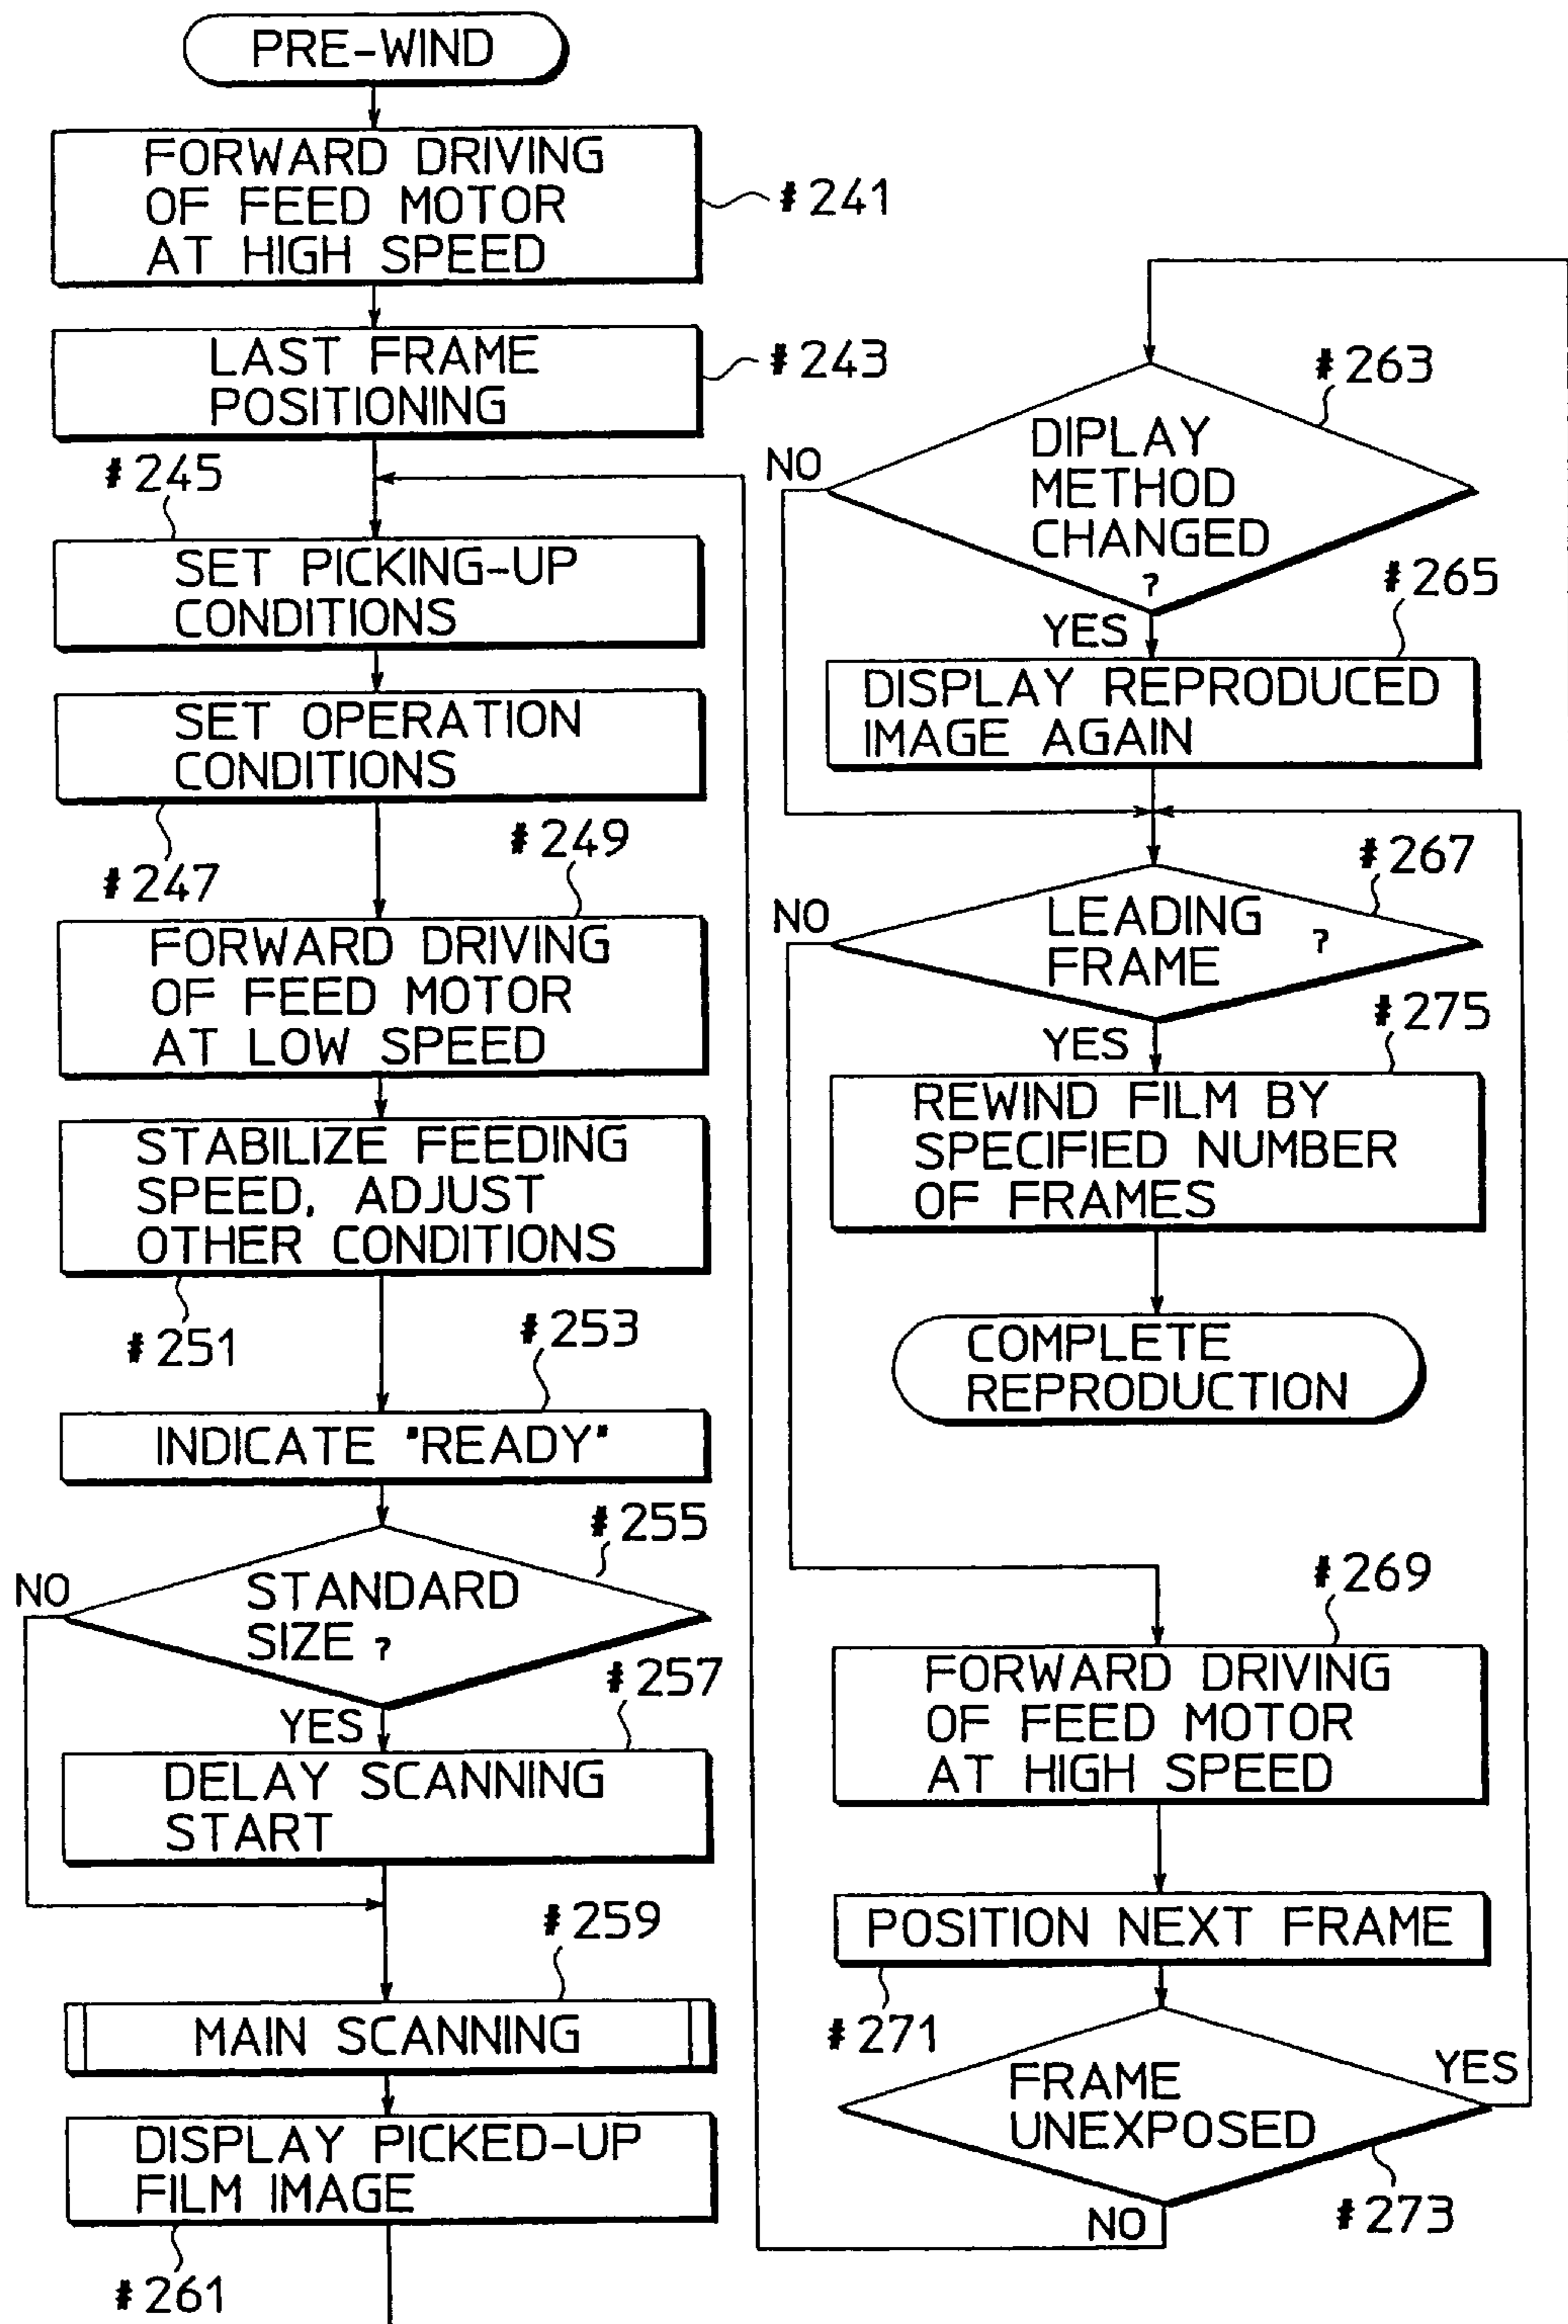 PRE-WIND
FORWARD DRIVING
OF FEED MOTOR
AT HIGH SPEED
#241
LAST FRAME
POSITIONING
#243
#245
SET PICKING-UP
CONDITIONS
SET OPERATION
CONDITIONS
#247
#249
FORWARD DRIVING
OF FEED MOTOR
AT LOW SPEED
STABILIZE FEEDING
SPEED, ADJUST
OTHER CONDITIONS
#251
#253
INDICATE "READY"
#255
NO
STANDARD
SIZE ?
#257
YES
DELAY SCANNING
START
#259
MAIN SCANNING
DISPLAY PICKED-UP
FILM IMAGE
#261
#263
NO
DIPLAY
METHOD
CHANGED
?
#265
YES
DISPLAY REPRODUCED
IMAGE AGAIN
#267
NO
LEADING
FRAME ?
#275
YES
REWIND FILM BY
SPECIFIED NUMBER
OF FRAMES
COMPLETE
REPRODUCTION
#269
FORWARD DRIVING
OF FEED MOTOR
AT HIGH SPEED
POSITION NEXT FRAME
#271
YES
FRAME
UNEXPOSED
#273
NO